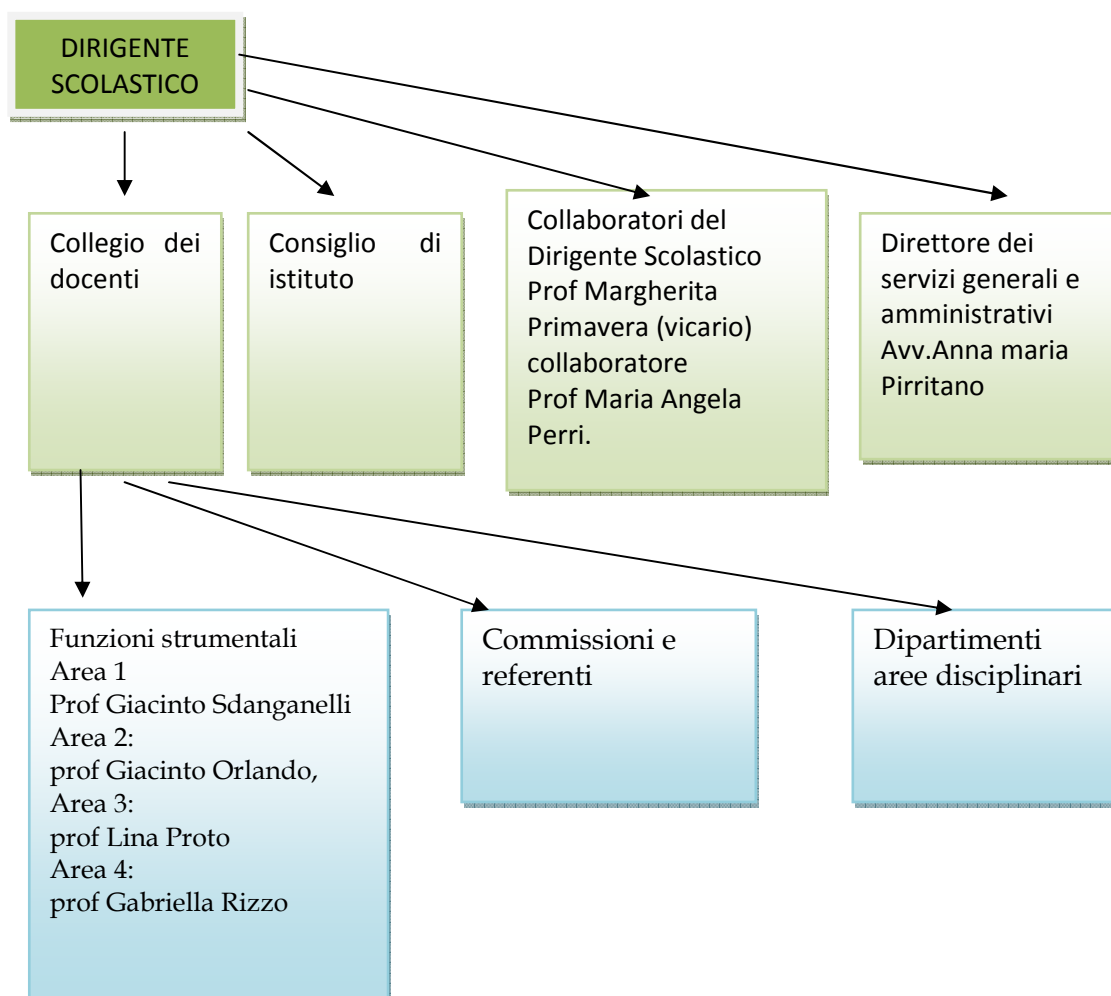 DIRIGENTE
SCOLASTICO
Collegio dei
docenti
Consiglio di
istituto
Collaboratori del
Dirigente Scolastico
Prof Margherita
Primavera (vicario)
collaboratore
Prof Maria Angela
Perri.
Direttore dei
servizi generali e
amministrativi
Avv.Anna maria
Pirritano
Funzioni strumentali
Area 1
Prof Giacinto Sdanganelli
Area 2:
prof Giacinto Orlando,
Area 3:
prof Lina Proto
Area 4:
prof Gabriella Rizzo
Commissioni e
referenti
Dipartimenti
aree disciplinari